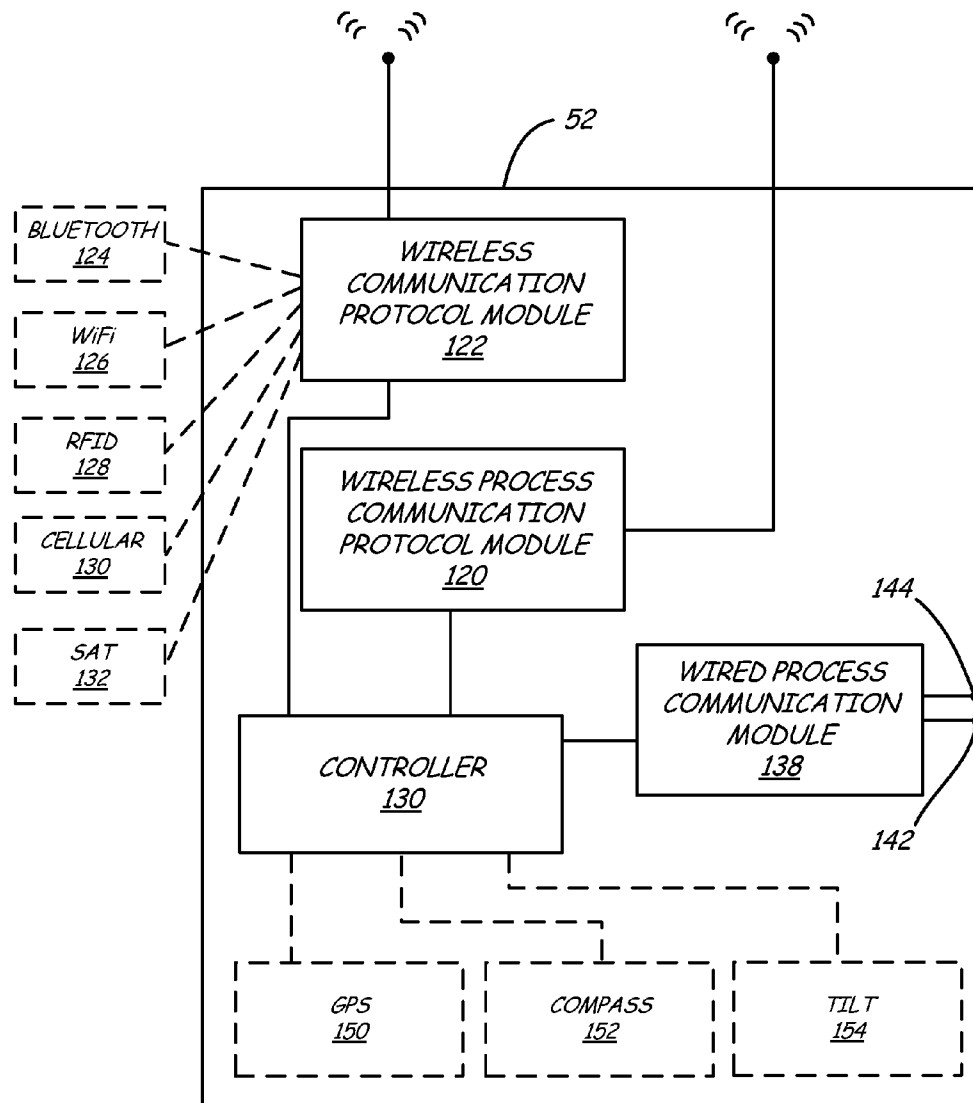 52
BLUETOOTH
124
WiFi
126
RFID
128
CELLULAR
130
SAT
132
WIRELESS
COMMUNICATION
PROTOCOL MODULE
122
WIRELESS PROCESS
COMMUNICATION
PROTOCOL MODULE
120
144
WIRED PROCESS
COMMUNICATION
MODULE
138
142
CONTROLLER
130
GPS
150
COMPASS
152
TILT
154